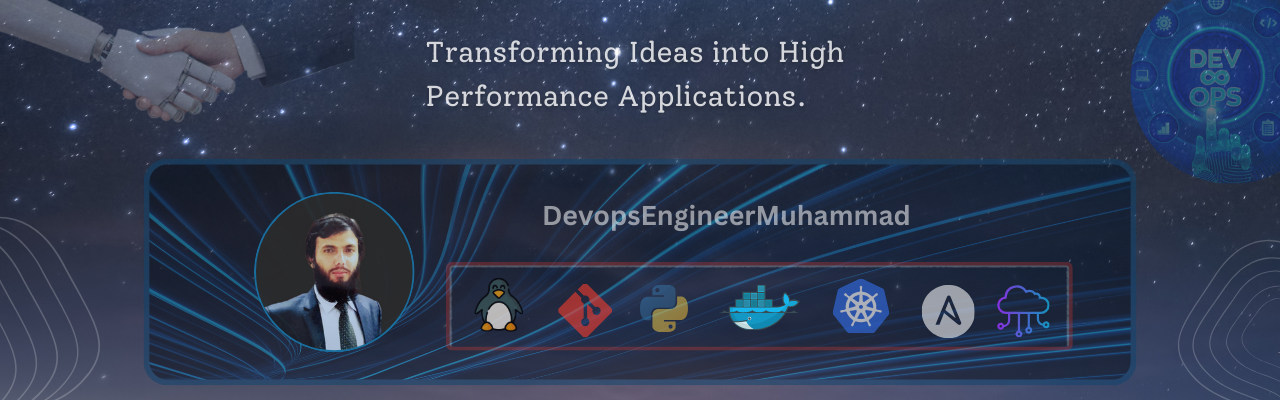 Transforming Ideas into High
Performance Applications.
DEV
OPS
DevopsEngineerMuhammad